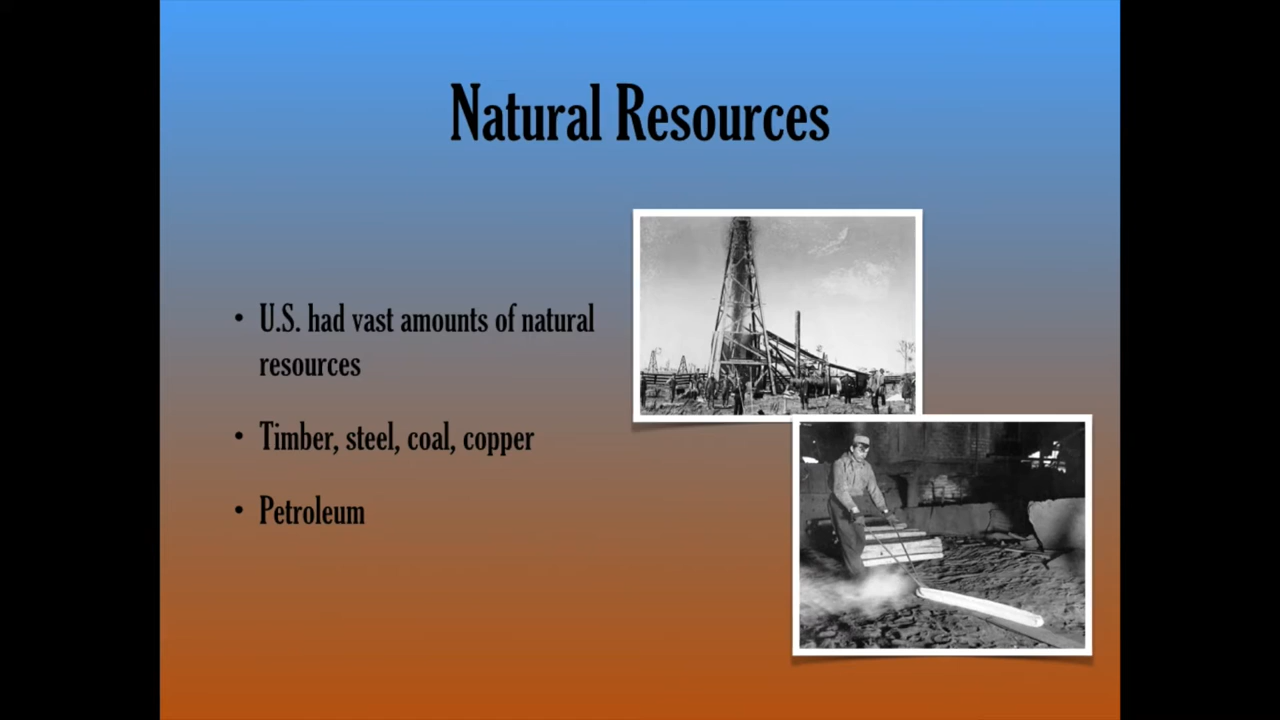 Natural Resources
• U.S. had vast amounts of natural
resources
• Timber, steel, coal, copper
• Petroleum